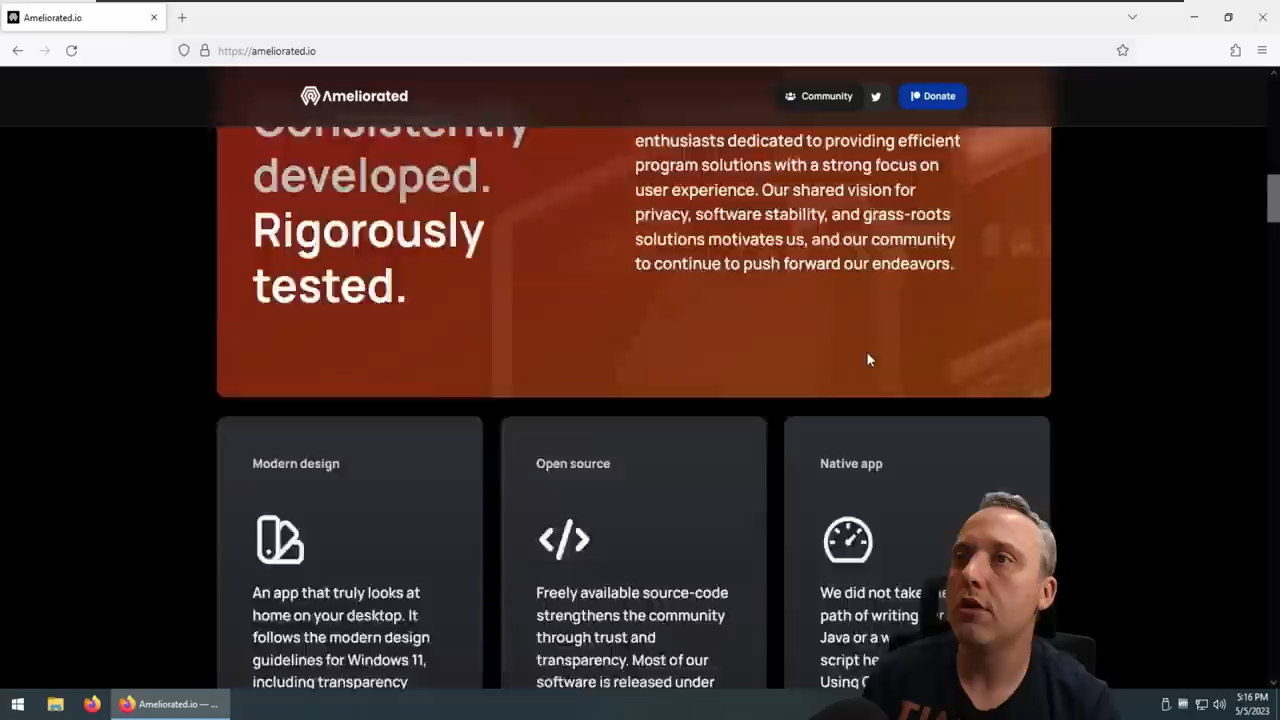 Ameliorated.io
https://ameliorated.io
Ameliorated
Community
Donate
Consistently
developed.
Rigorously
tested.
enthusiasts dedicated to providing efficient
program solutions with a strong focus on
user experience. Our shared vision for
privacy, software stability, and grass-roots
solutions motivates us, and our community
to continue to push forward our endeavors.
Modern design
An app that truly looks at
home on your desktop. It
follows the modern design
guidelines for Windows 11,
including transparency
Open source
Freely available source-code
strengthens the community
through trust and
transparency. Most of our
software is released under
Native app
We did not take
path of writing
Java or a
script
Using
Ameliorated.io — ...
5:16 PM
5/5/2023